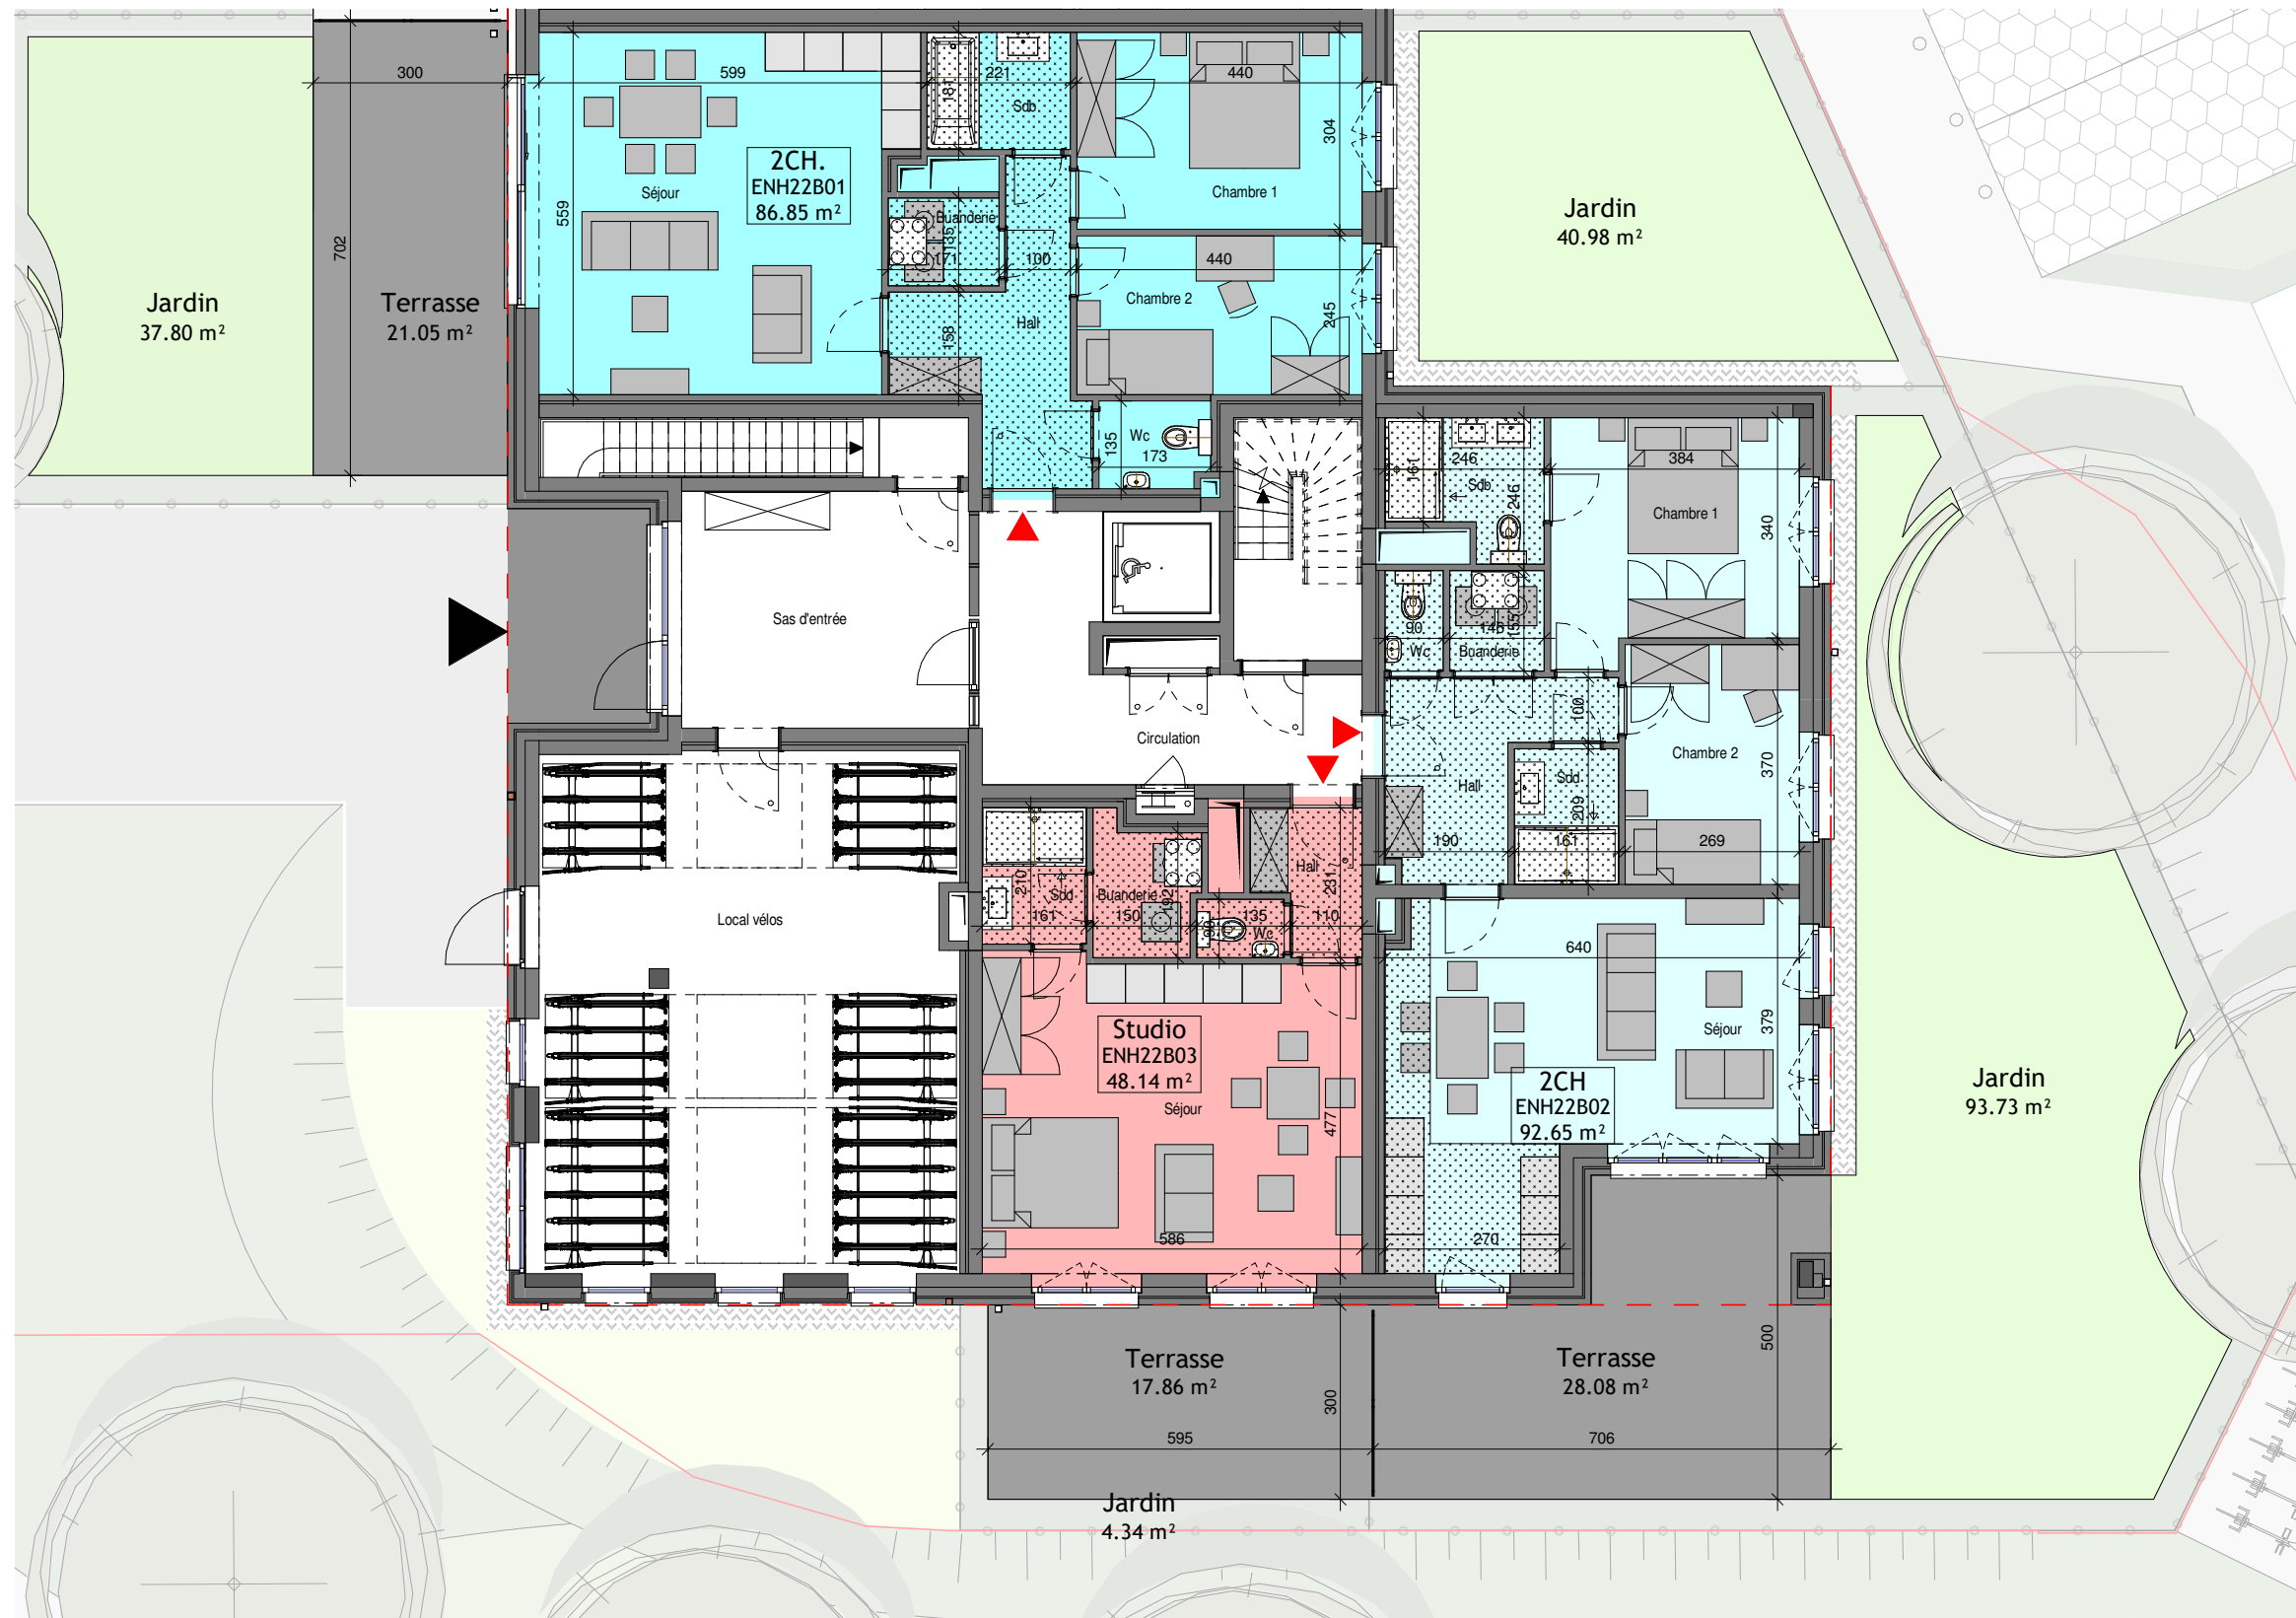 300
599
221
440
181
Sdb
304
2CH.
ENH22B01
86.85 m²
Séjour
Chambre 1
Buanderie
135
171
100
440
559
702
Chambre 2
245
Hall
158
Jardin
37.80 m²
Terrasse
21.05 m²
Jardin
40.98 m²
Wc
135
173
161
246
Sdb
246
384
Chambre 1
340
Sas d'entrée
90
Wc
155
Buanderie
Circulation
100
Chambre 2
370
Hall
Sdd
209
190
161
269
Hall
231
210
Sdd
161
Buanderie
192
150
135
Wc
110
Local vélos
640
Séjour
379
Studio
ENH22B03
48.14 m²
Séjour
477
2CH
ENH22B02
92.65 m²
586
270
Jardin
93.73 m²
Terrasse
17.86 m²
300
Terrasse
28.08 m²
500
595
706
Jardin
4.34 m²